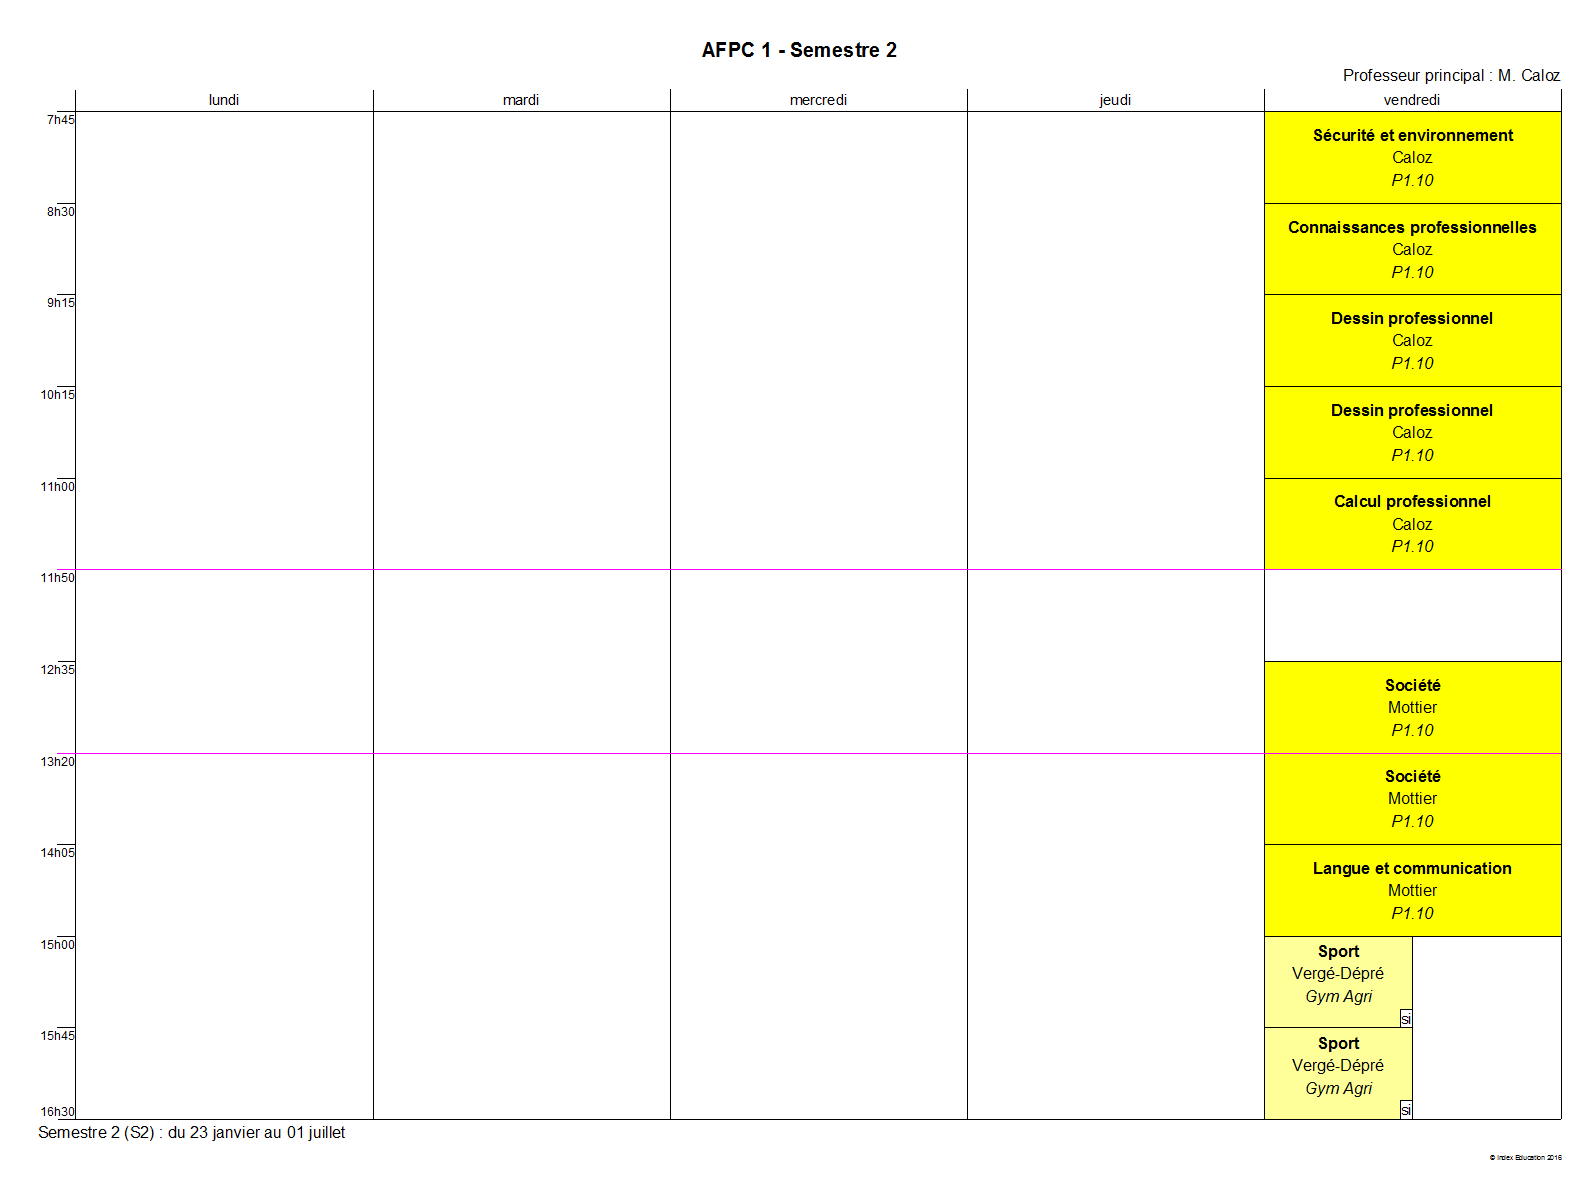 AFPC 1 - Semestre 2
Professeur principal : M. Caloz
lundi mardi mercredi jeudi vendredi
7h45
Sécurité et environnement
Caloz
P1.10
8h30
Connaissances professionnelles
Caloz
P1.10
9h15
Dessin professionnel
Caloz
P1.10
10h15
Dessin professionnel
Caloz
P1.10
11h00
Calcul professionnel
Caloz
P1.10
11h50
12h35
Société
Mottier
P1.10
13h20
Société
Mottier
P1.10
14h05
Langue et communication
Mottier
P1.10
15h00
Sport
Vergé-Dépré
Gym Agri
si
15h45
Sport
Vergé-Dépré
Gym Agri
si
16h30
Semestre 2 (S2) : du 23 janvier au 01 juillet
© Index Education 2016